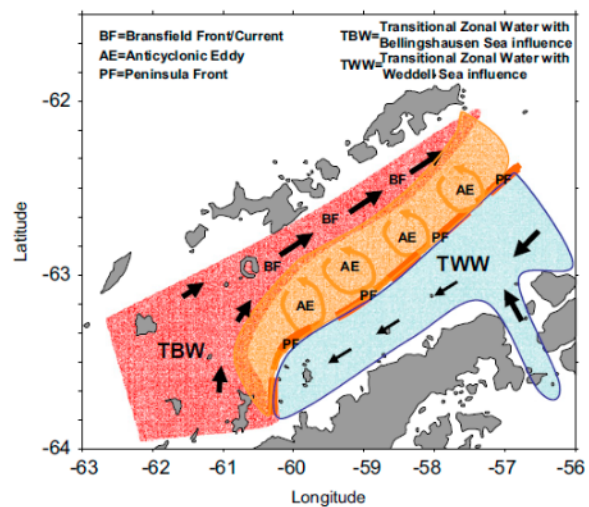 BF=Bransfield Front/Current
AE=Anticyclonic Eddy
PF=Peninsula Front
TBW=Transitional Zonal Water with
Bellingshausen Sea influence
TWW=Transitional Zonal Water with
Weddell Sea influence
-62
-63
-64
Latitude
BF
BF
BF
AE
AE
AE
AE
PF
PF
PF
PF
TWW
TBW
-63
-62
-61
-60
-59
-58
-57
-56
Longitude